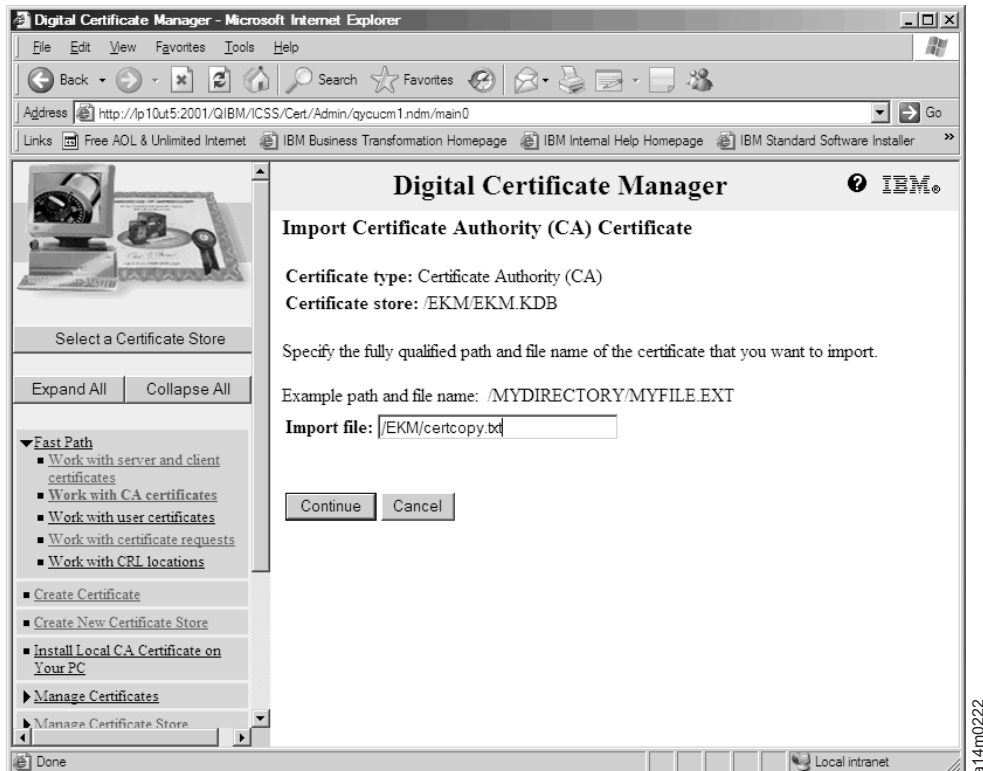 Digital Certificate Manager - Microsoft Internet Explorer
File Edit View Favorites Tools Help
Back Search Favorites
Address http://lp10ut5:2001/QIBM/ICSS/Cert/Admin/qycucm1.ndm/main0 Go
Links Free AOL & Unlimited Internet IBM Business Transformation Homepage IBM Internal Help Homepage IBM Standard Software Installer »
Select a Certificate Store
Expand All Collapse All
Fast Path
Work with server and client
certificates
Work with CA certificates
Work with user certificates
Work with certificate requests
Work with CRL locations
Create Certificate
Create New Certificate Store
Install Local CA Certificate on
Your PC
Manage Certificates
Manage Certificate Store
Digital Certificate Manager ? IBM®
Import Certificate Authority (CA) Certificate
Certificate type: Certificate Authority (CA)
Certificate store: /EKM/EKM.KDB
Specify the fully qualified path and file name of the certificate that you want to import.
Example path and file name: /MYDIRECTORY/MYFILE.EXT
Import file: /EKM/certcopy.txt
Continue Cancel
Done Local intranet
a14m0222